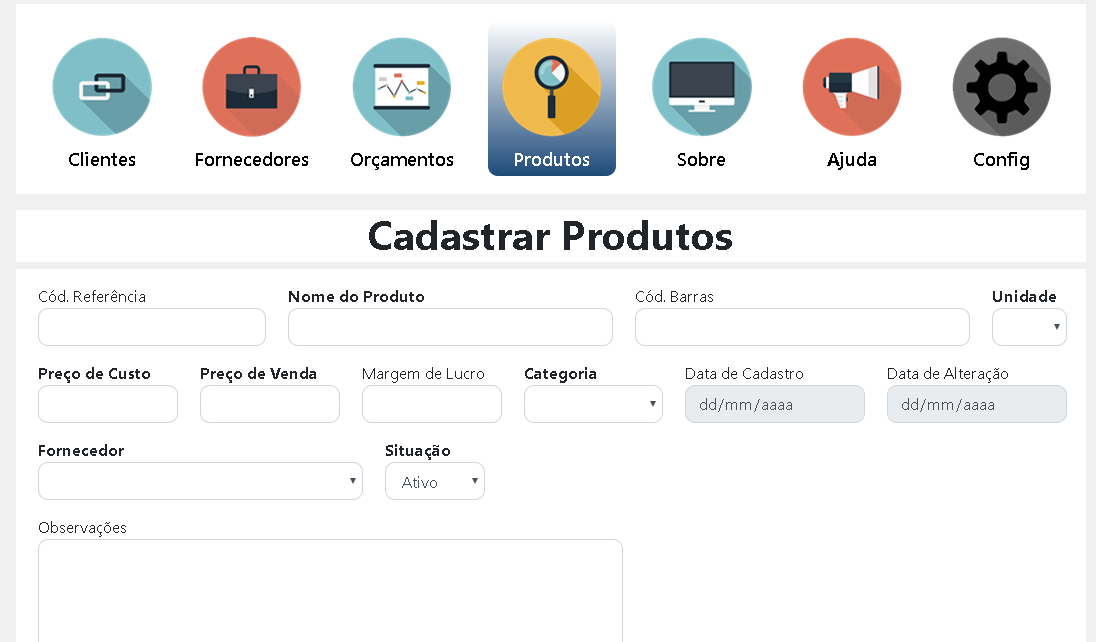 Clientes Fornecedores Orçamentos Produtos Sobre Ajuda Config
Cadastrar Produtos
Cód. Referência Nome do Produto Cód. Barras Unidade
Preço de Custo Preço de Venda Margem de Lucro Categoria Data de Cadastro Data de Alteração
dd/mm/aaaa dd/mm/aaaa
Fornecedor Situação
Ativo
Observações